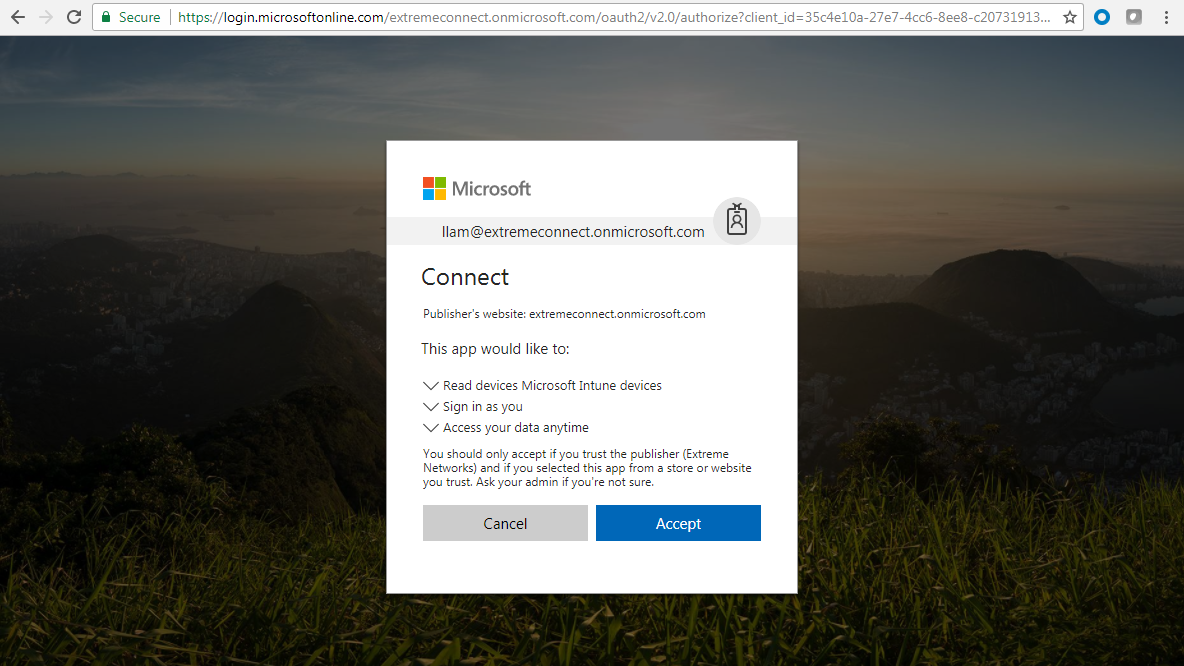 Secure https://login.microsoftonline.com/extremeconnect.onmicrosoft.com/oauth2/v2.0/authorize?client_id=35c4e10a-27e7-4cc6-8ee8-c20731913...
Microsoft
llam@extremeconnect.onmicrosoft.com
Connect
Publisher's website: extremeconnect.onmicrosoft.com
This app would like to:
Read devices Microsoft Intune devices
Sign in as you
Access your data anytime
You should only accept if you trust the publisher (Extreme
Networks) and if you selected this app from a store or website
you trust. Ask your admin if you're not sure.
Cancel Accept